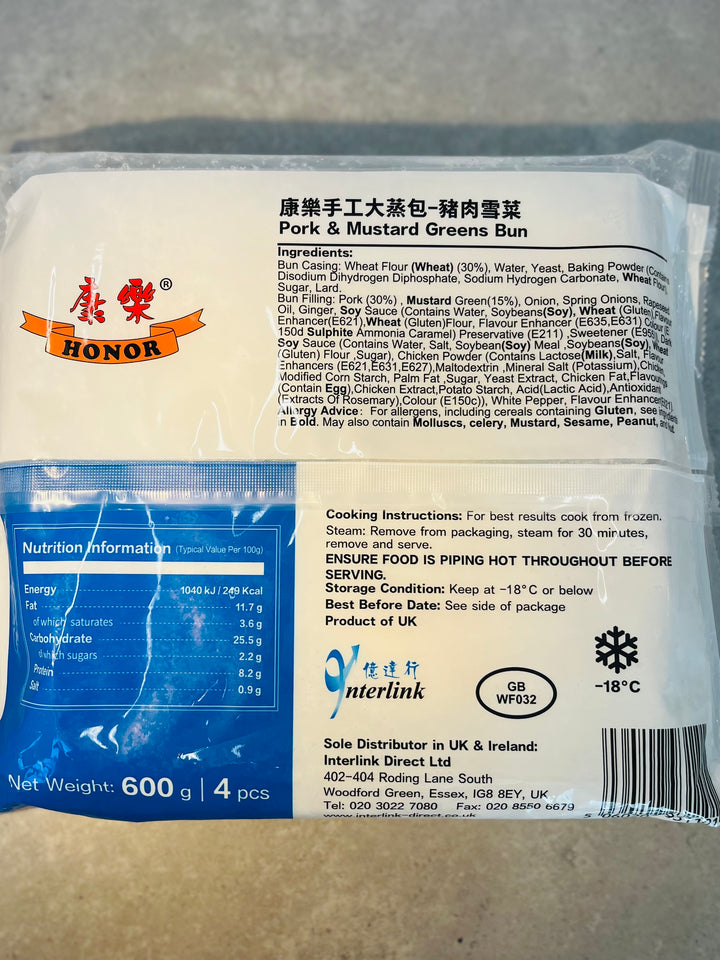 康樂手工大蒸包-豬肉雪菜
Pork & Mustard Greens Bun
Ingredients:
Bun Casing: Wheat Flour (Wheat) (30%), Water, Yeast, Baking Powder (Contains
Disodium Dihydrogen Diphosphate, Sodium Hydrogen Carbonate, Wheat Flour)
Sugar, Lard.
Bun Filling: Pork (30%) , Mustard Green(15%), Onion, Spring Onions, Rapeseed
Oil, Ginger, Soy Sauce (Contains Water, Soybeans(Soy), Wheat (Gluten),Flavour
Enhancer(E621),Wheat (Gluten)Flour, Flavour Enhancer (E635,E631) Colour (E
150d Sulphite Ammonia Caramel) Preservative (E211) ,Sweetener (E955)), Dark
Soy Sauce (Contains Water, Salt, Soybean(Soy) Meal ,Soybeans(Soy), Wheat
(Gluten) Flour ,Sugar), Chicken Powder (Contains Lactose(Milk),Salt, Flavour
Enhancers (E621,E631,E627),Maltodextrin ,Mineral Salt (Potassium),Chicken,
Modified Corn Starch, Palm Fat ,Sugar, Yeast Extract, Chicken Fat,Flavouring
(Contain Egg),Chicken Extract,Potato Starch, Acid(Lactic Acid),Antioxidant
(Extracts Of Rosemary),Colour (E150c)), White Pepper, Flavour Enhancer(E621).
Allergy Advice: For allergens, including cereals containing Gluten, see ingredients
in Bold. May also contain Molluscs, celery, Mustard, Sesame, Peanut, and
康樂®
HONOR
Nutrition Information (Typical Value Per 100g)
Energy 1040 kJ / 249 Kcal
Fat 11.7 g
of which saturates 3.6 g
Carbohydrate 25.5 g
which sugars 2.2 g
Protein 8.2 g
Salt 0.9 g
Net Weight: 600 g | 4 pcs
Cooking Instructions: For best results cook from frozen.
Steam: Remove from packaging, steam for 30 minutes,
remove and serve.
ENSURE FOOD IS PIPING HOT THROUGHOUT BEFORE
SERVING.
Storage Condition: Keep at -18°C or below
Best Before Date: See side of package
Product of UK
億達行
Interlink
GB
WF032
-18°C
Sole Distributor in UK & Ireland:
Interlink Direct Ltd
402-404 Roding Lane South
Woodford Green, Essex, IG8 8EY, UK
Tel: 020 3022 7080 Fax: 020 8550 6679
www.interlink-direct.co.uk